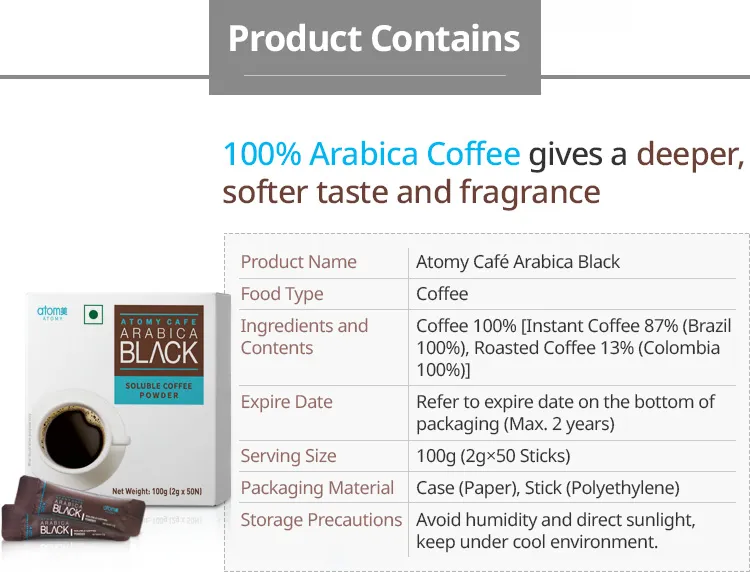 Product Contains
100% Arabica Coffee gives a deeper,
softer taste and fragrance
Product Name Atomy Café Arabica Black
Food Type Coffee
Ingredients and Contents Coffee 100% [Instant Coffee 87% (Brazil
100%), Roasted Coffee 13% (Colombia
100%)]
Expire Date Refer to expire date on the bottom of
packaging (Max. 2 years)
Serving Size 100g (2g×50 Sticks)
Packaging Material Case (Paper), Stick (Polyethylene)
Storage Precautions Avoid humidity and direct sunlight,
keep under cool environment.
atom美
ATOMY
ATOMY CAFE
ARABICA
BLACK
SOLUBLE COFFEE
POWDER
Net Weight: 100g (2g x 50N)
ARABICA
BLACK
ARABICA
BLACK